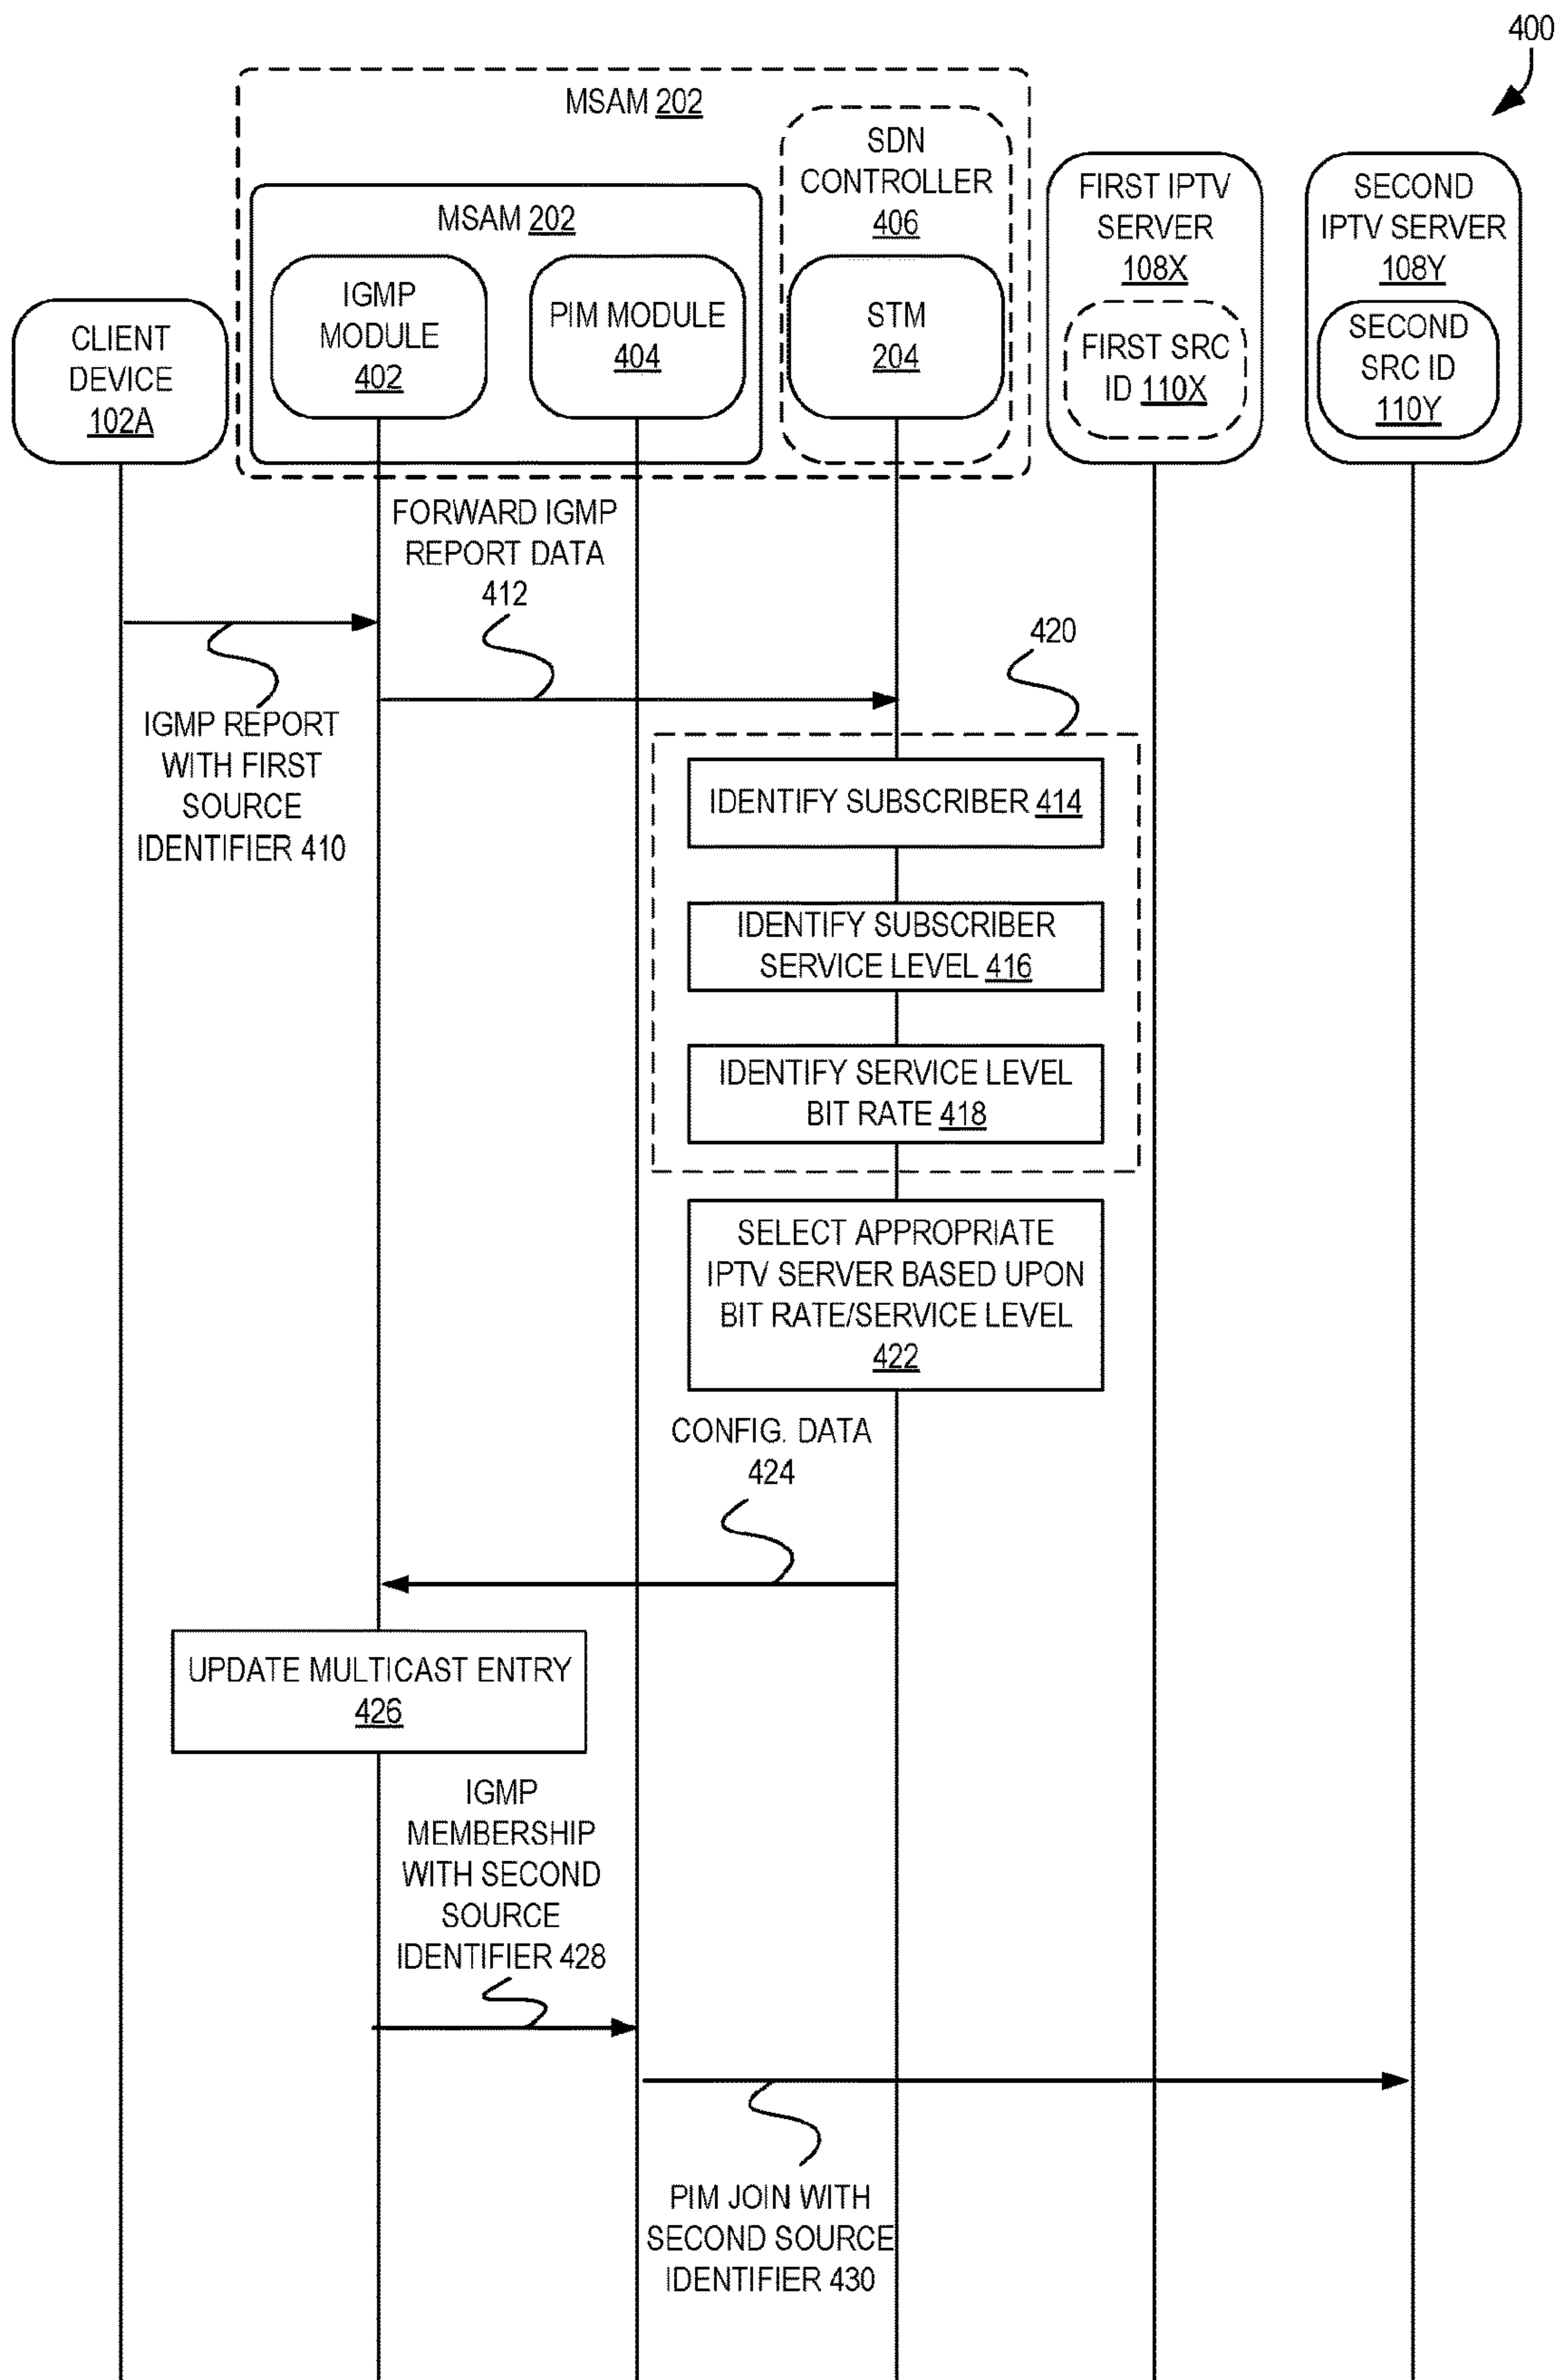 400
MSAM 202
SDN
CONTROLLER
406
MSAM 202
IGMP
MODULE
402
PIM MODULE
404
STM
204
FIRST IPTV
SERVER
108X
FIRST SRC
ID 110X
SECOND
IPTV SERVER
108Y
SECOND
SRC ID
110Y
CLIENT
DEVICE
102A
FORWARD IGMP
REPORT DATA
412
IGMP REPORT
WITH FIRST
SOURCE
IDENTIFIER 410
420
IDENTIFY SUBSCRIBER 414
IDENTIFY SUBSCRIBER
SERVICE LEVEL 416
IDENTIFY SERVICE LEVEL
BIT RATE 418
SELECT APPROPRIATE
IPTV SERVER BASED UPON
BIT RATE/SERVICE LEVEL
422
CONFIG. DATA
424
UPDATE MULTICAST ENTRY
426
IGMP
MEMBERSHIP
WITH SECOND
SOURCE
IDENTIFIER 428
PIM JOIN WITH
SECOND SOURCE
IDENTIFIER 430